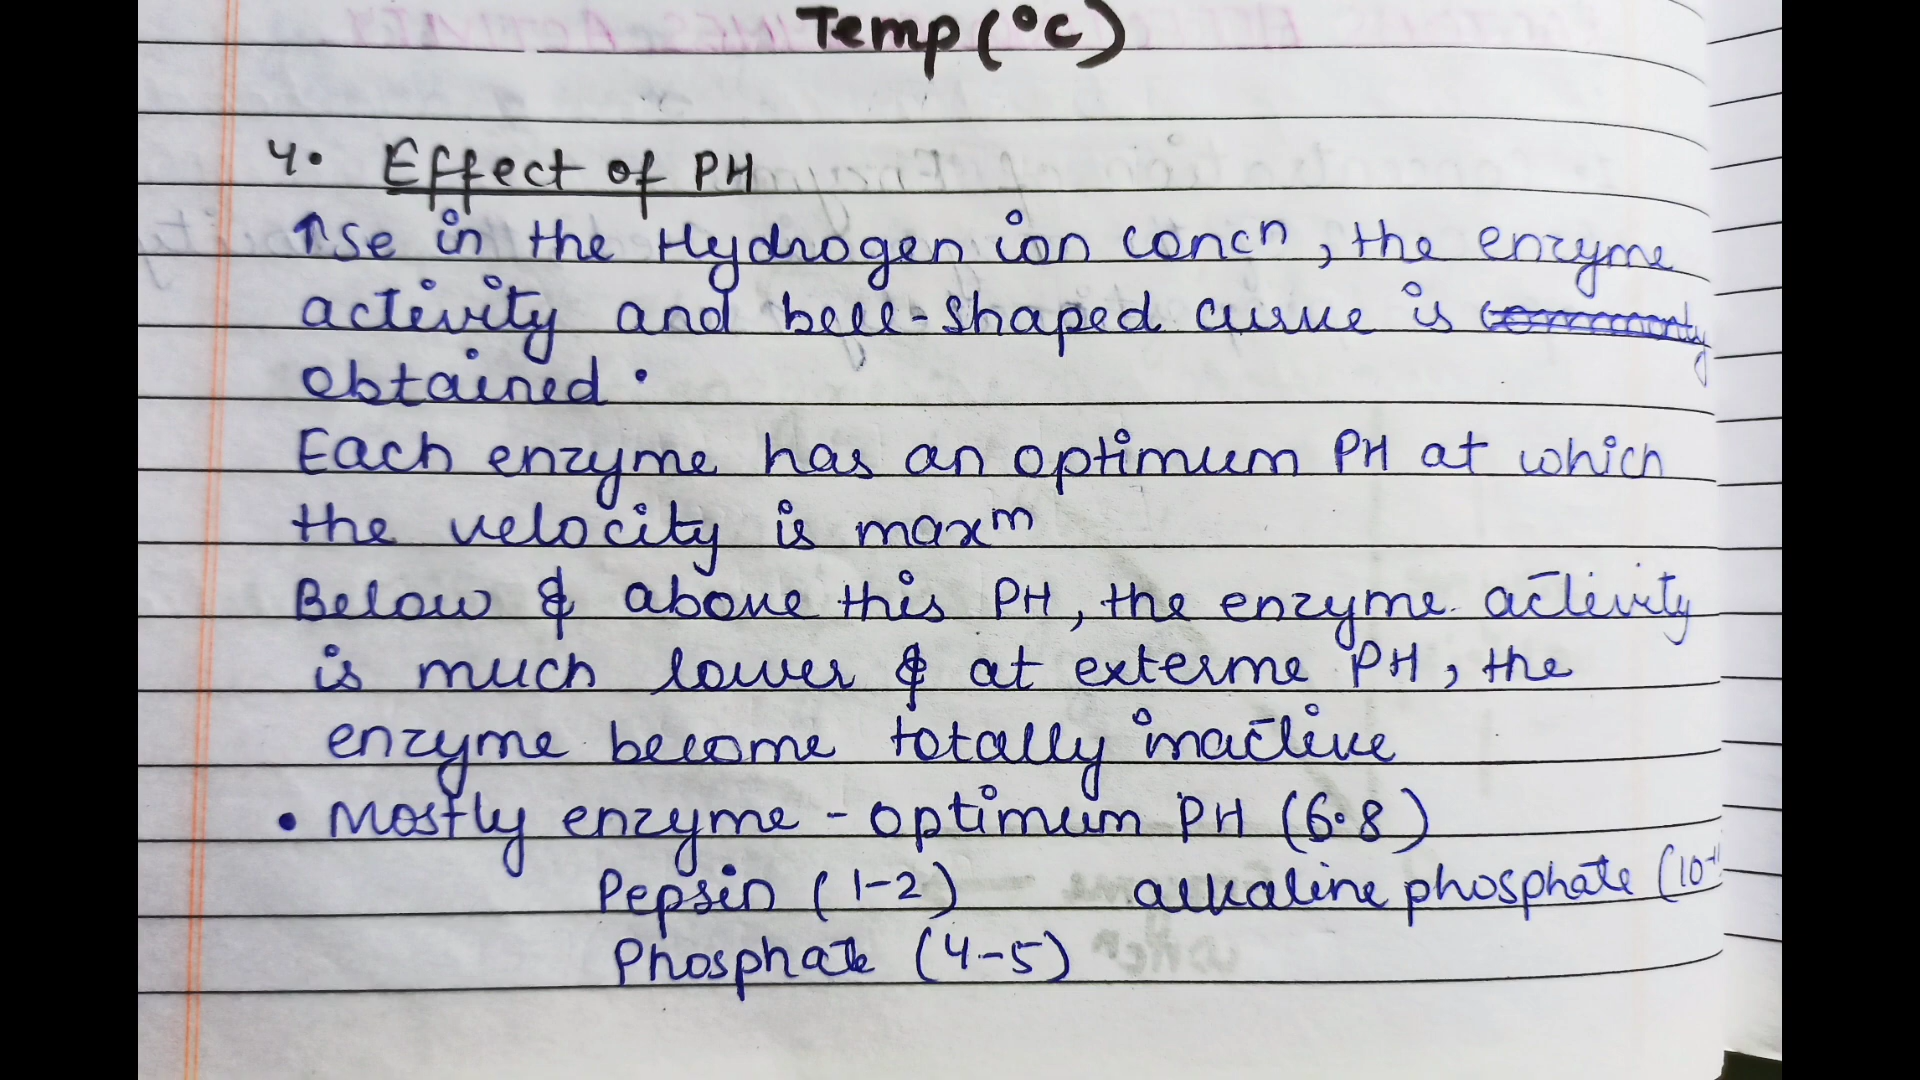 Temp (°C)
4. Effect of PH
↑se in the Hydrogen ion concn, the enzyme
activity and bell-shaped curve is
obtained.
Each enzyme has an optimum PH at which
the velocity is maxm
Below & above this PH, the enzyme activity
is much lower & at exterme PH, the
enzyme become totally inactive
• Mostly enzyme - optimum PH (6.8)
Pepsin (1-2) alkaline phosphate (10-
Phosphate (4-5)